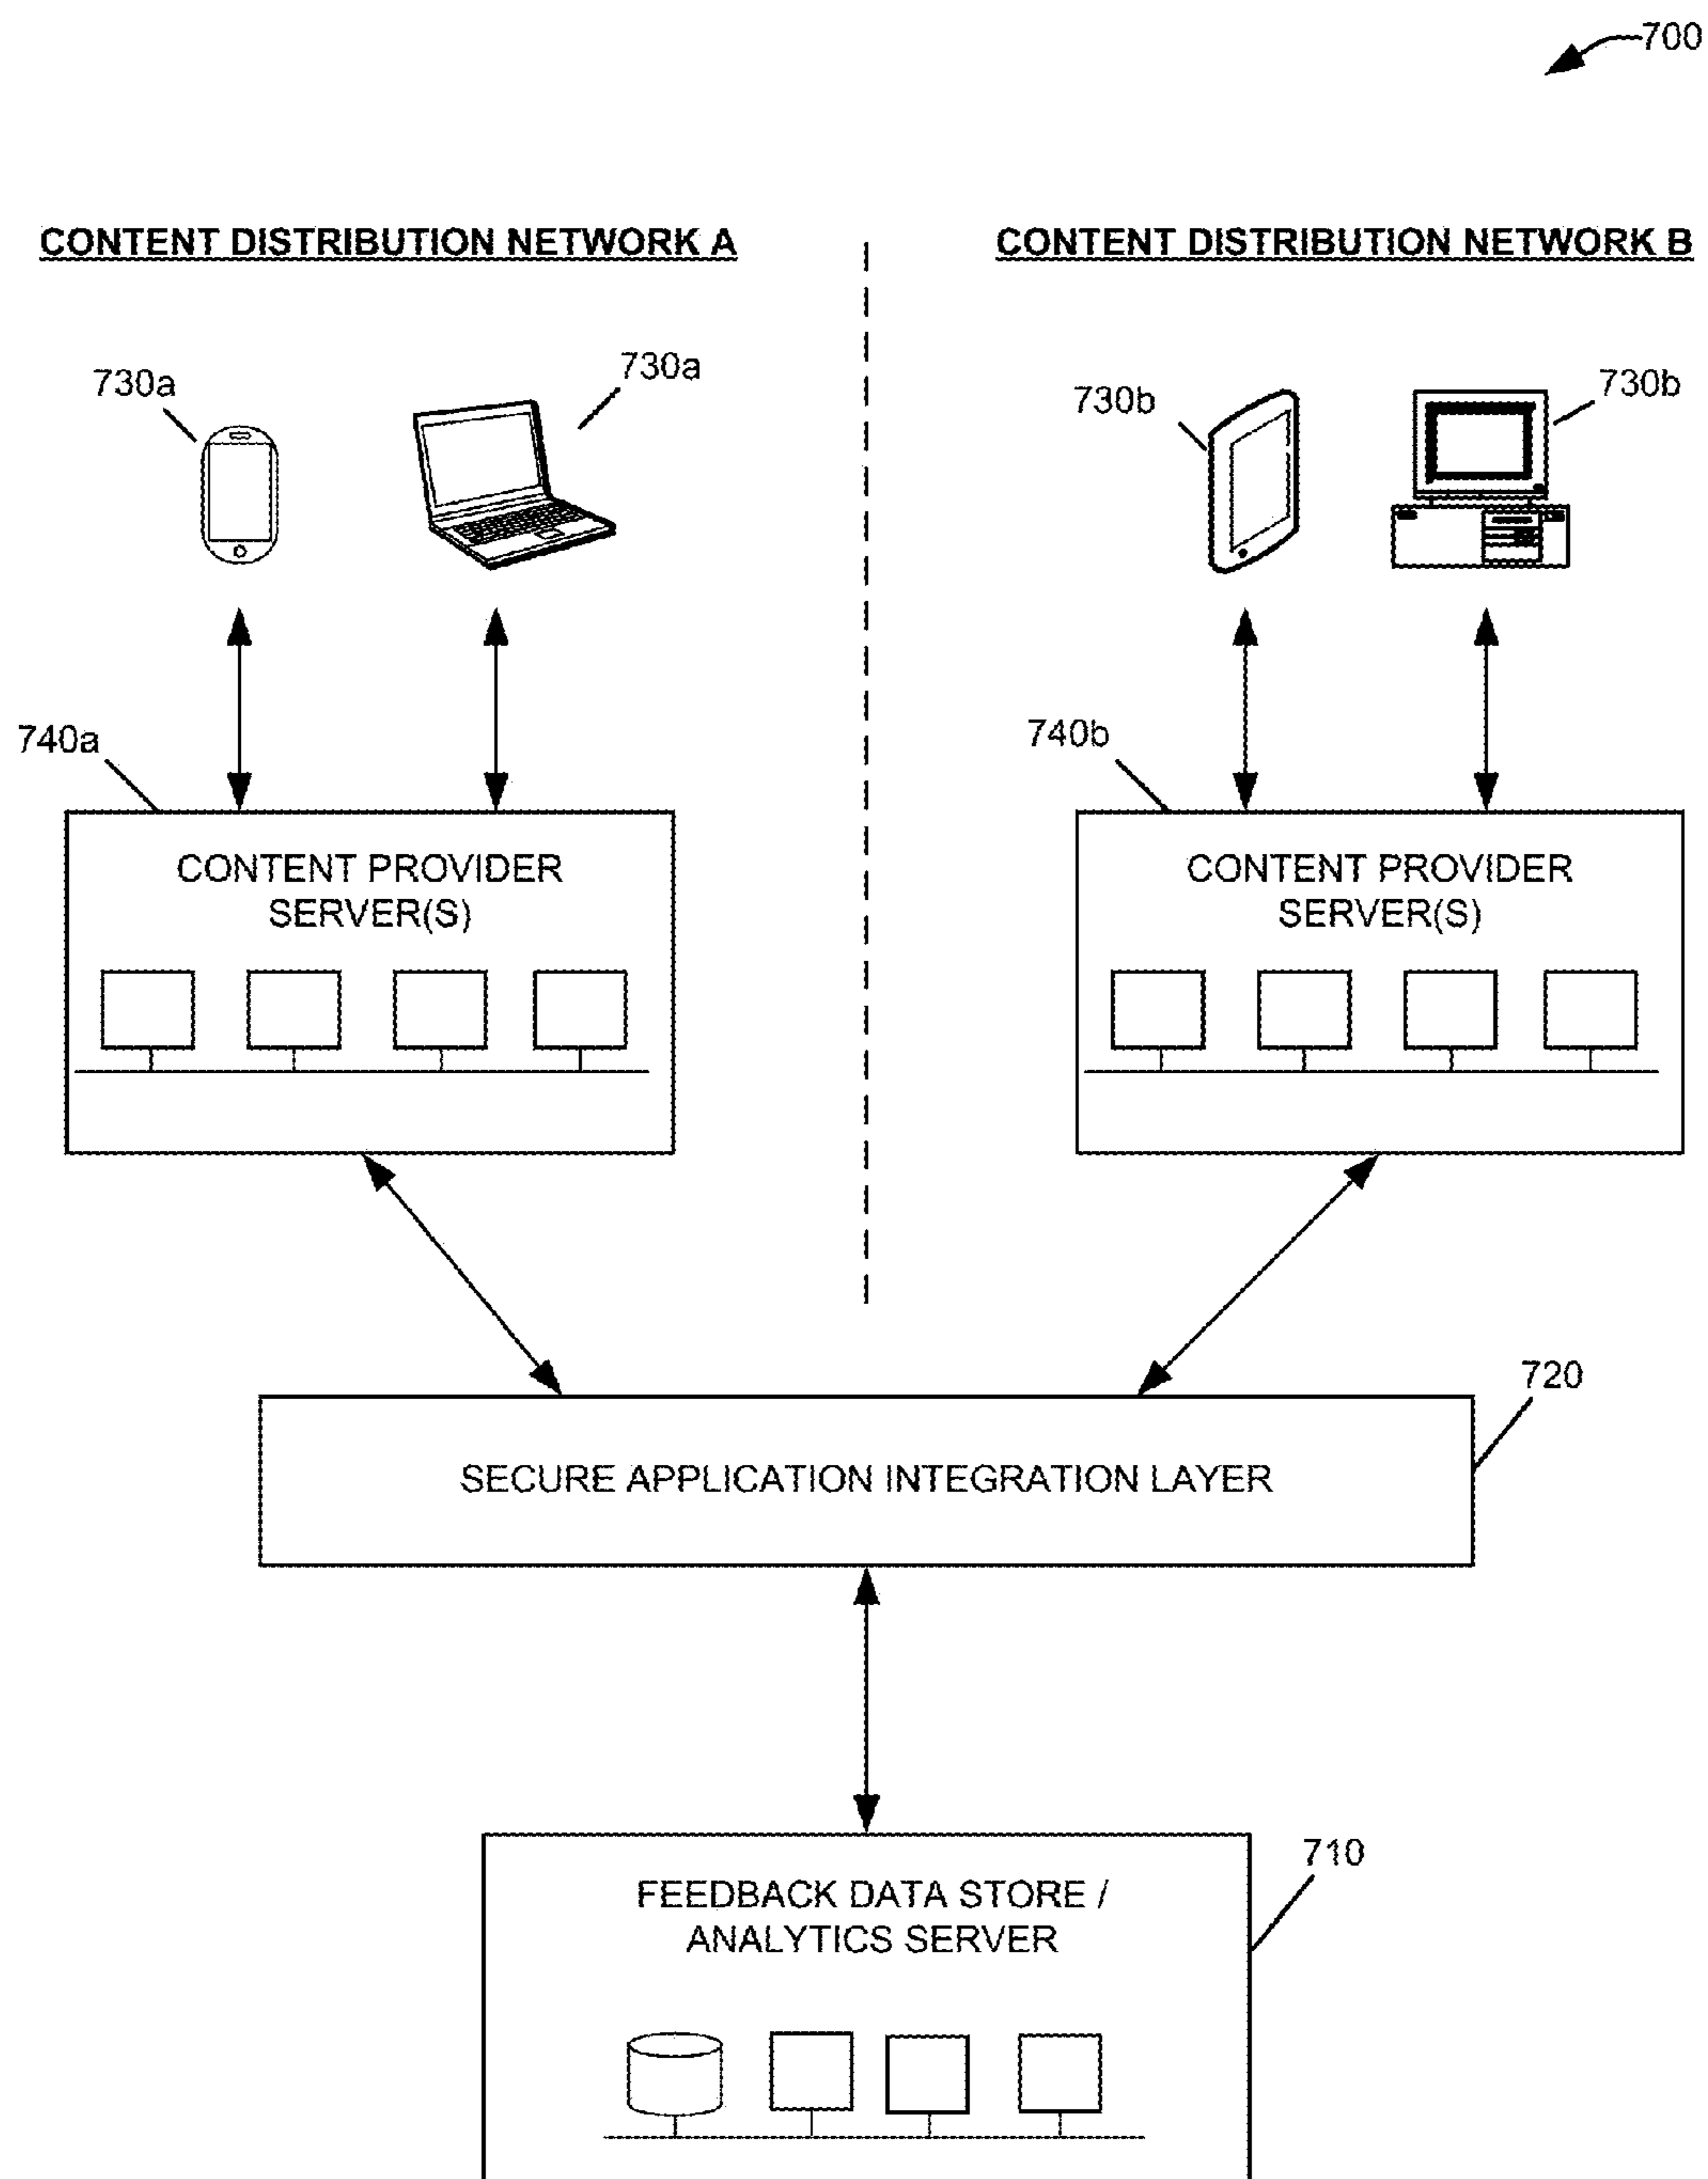 700
CONTENT DISTRIBUTION NETWORK A
CONTENT DISTRIBUTION NETWORK B
730a
730a
730b
730b
740a
740b
CONTENT PROVIDER
SERVER(S)
CONTENT PROVIDER
SERVER(S)
720
SECURE APPLICATION INTEGRATION LAYER
710
FEEDBACK DATA STORE /
ANALYTICS SERVER